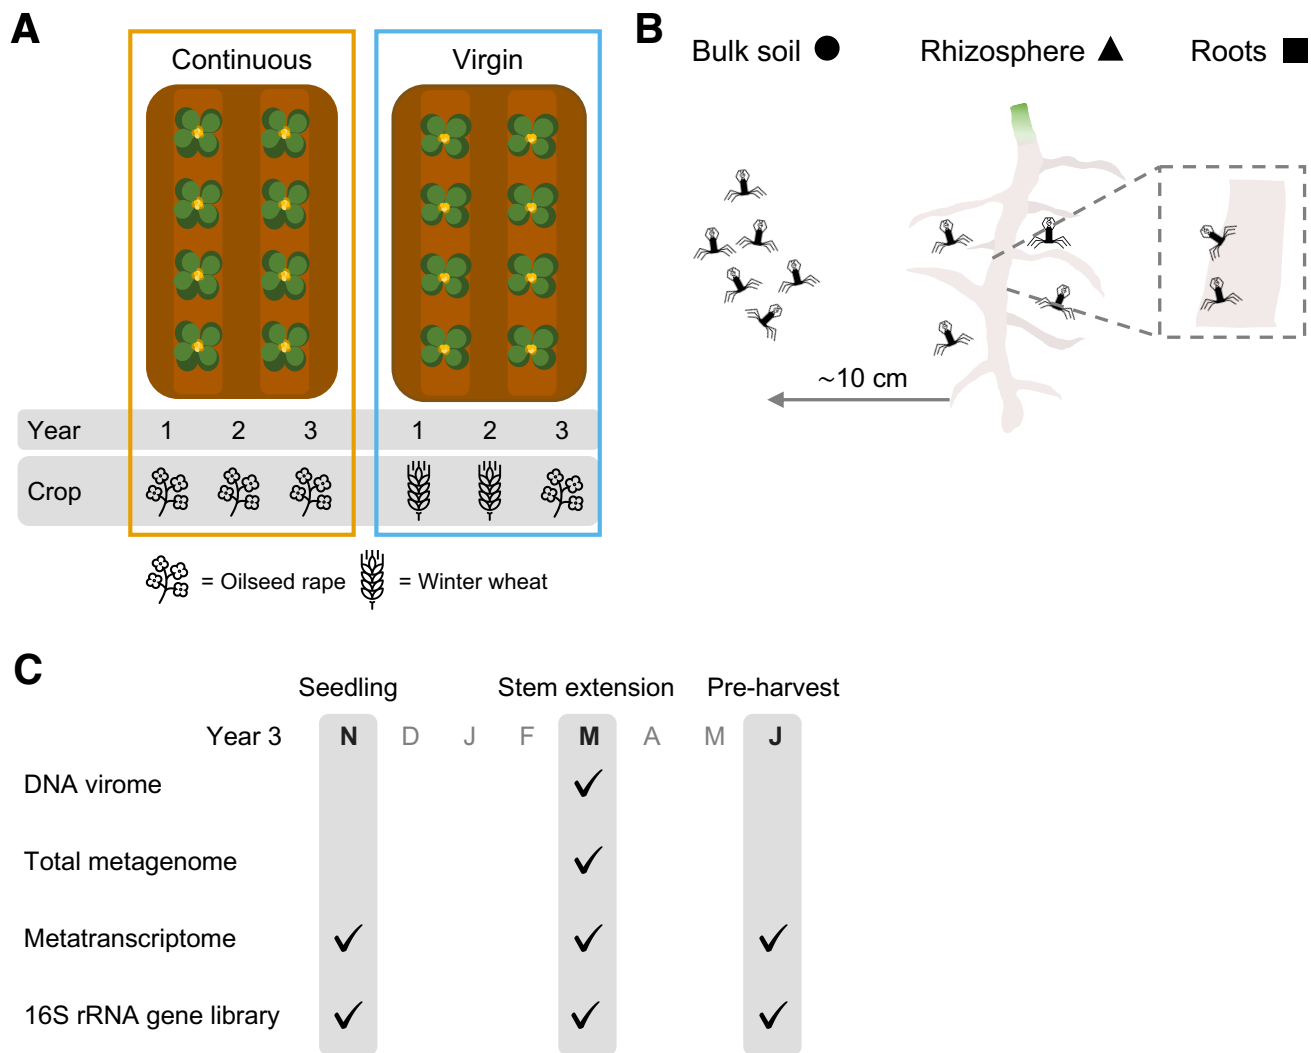 A
Continuous
Virgin
Year 1 2 3 1 2 3
Crop
= Oilseed rape = Winter wheat
B
Bulk soil
Rhizosphere
Roots
~10 cm
C
Seedling Stem extension Pre-harvest
Year 3 N D J F M A M J
DNA virome
Total metagenome
Metatranscriptome
16S rRNA gene library